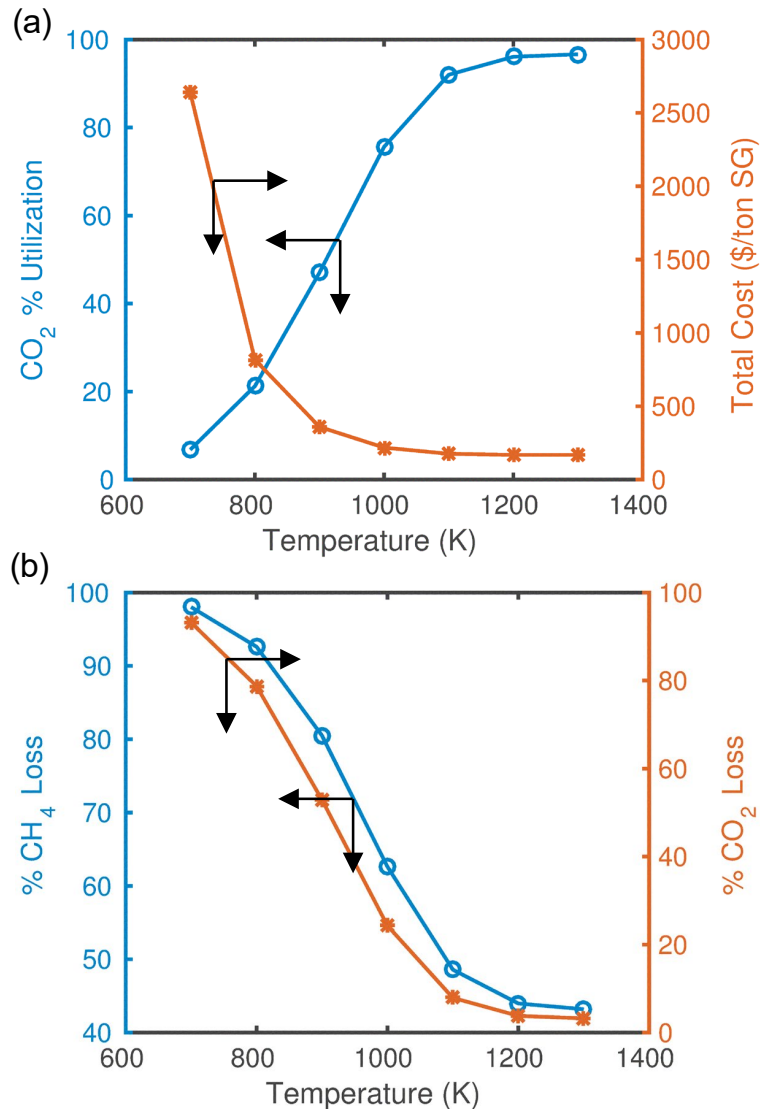 (a)
100
80
60
40
20
0
CO2 % Utilization
3000
2500
2000
1500
1000
500
0
Total Cost ($/ton SG)
600 800 1000 1200 1400
Temperature (K)
(b)
100
90
80
70
60
50
40
% CH4 Loss
100
80
60
40
20
0
% CO2 Loss
600 800 1000 1200 1400
Temperature (K)